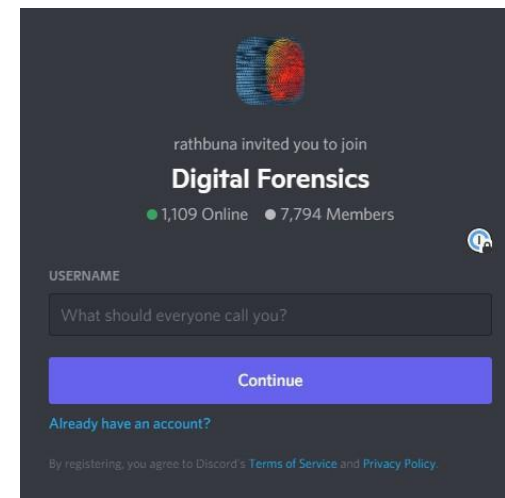 rathbuna invited you to join
Digital Forensics
1,109 Online 7,794 Members
USERNAME
What should everyone call you?
Continue
Already have an account?
By registering, you agree to Discord's Terms of Service and Privacy Policy.